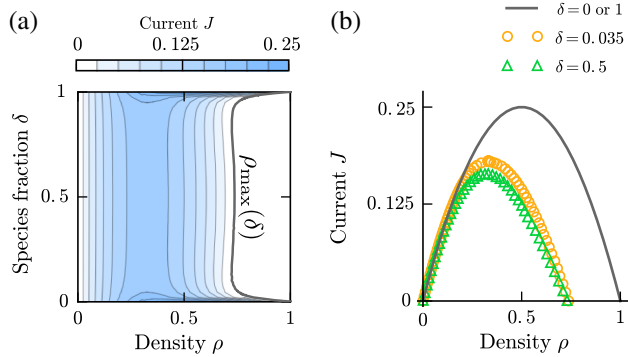 (a)
Current J
0 0.125 0.25
Species fraction δ
1
0.5
0
ρmax (δ)
0.5 1
Density ρ
(b)
δ = 0 or 1
δ = 0.035
δ = 0.5
Current J
0.25
0.125
0
0 0.5 1
Density ρ